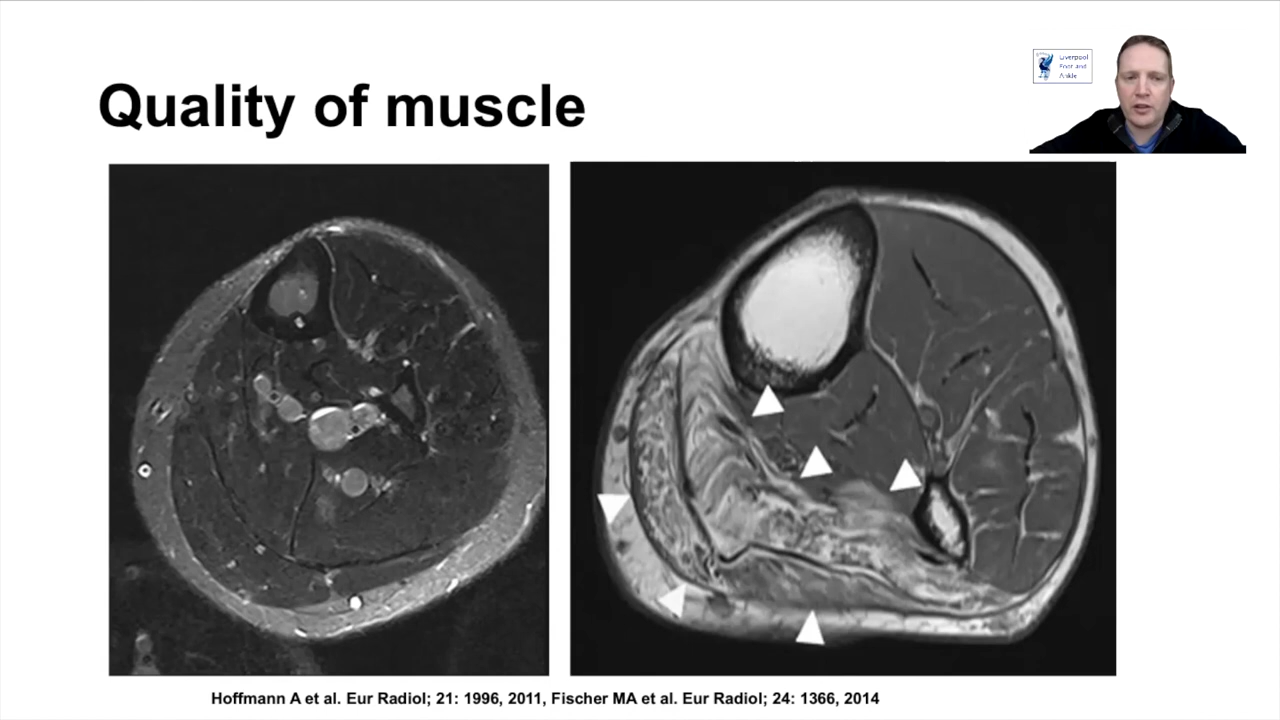 Liverpool
Foot and
Ankle
Quality of muscle
Hoffmann A et al. Eur Radiol; 21: 1996, 2011, Fischer MA et al. Eur Radiol; 24: 1366, 2014